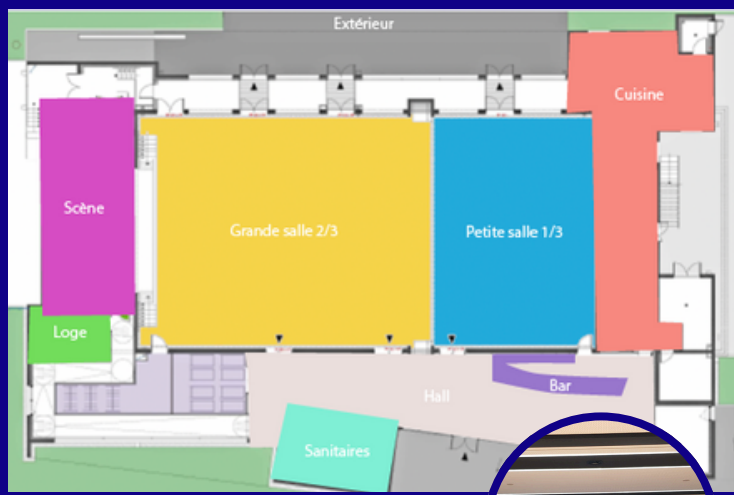 Extérieur
Cuisine
Scène
Grande salle 2/3
Petite salle 1/3
Loge
Bar
Hall
Sanitaires